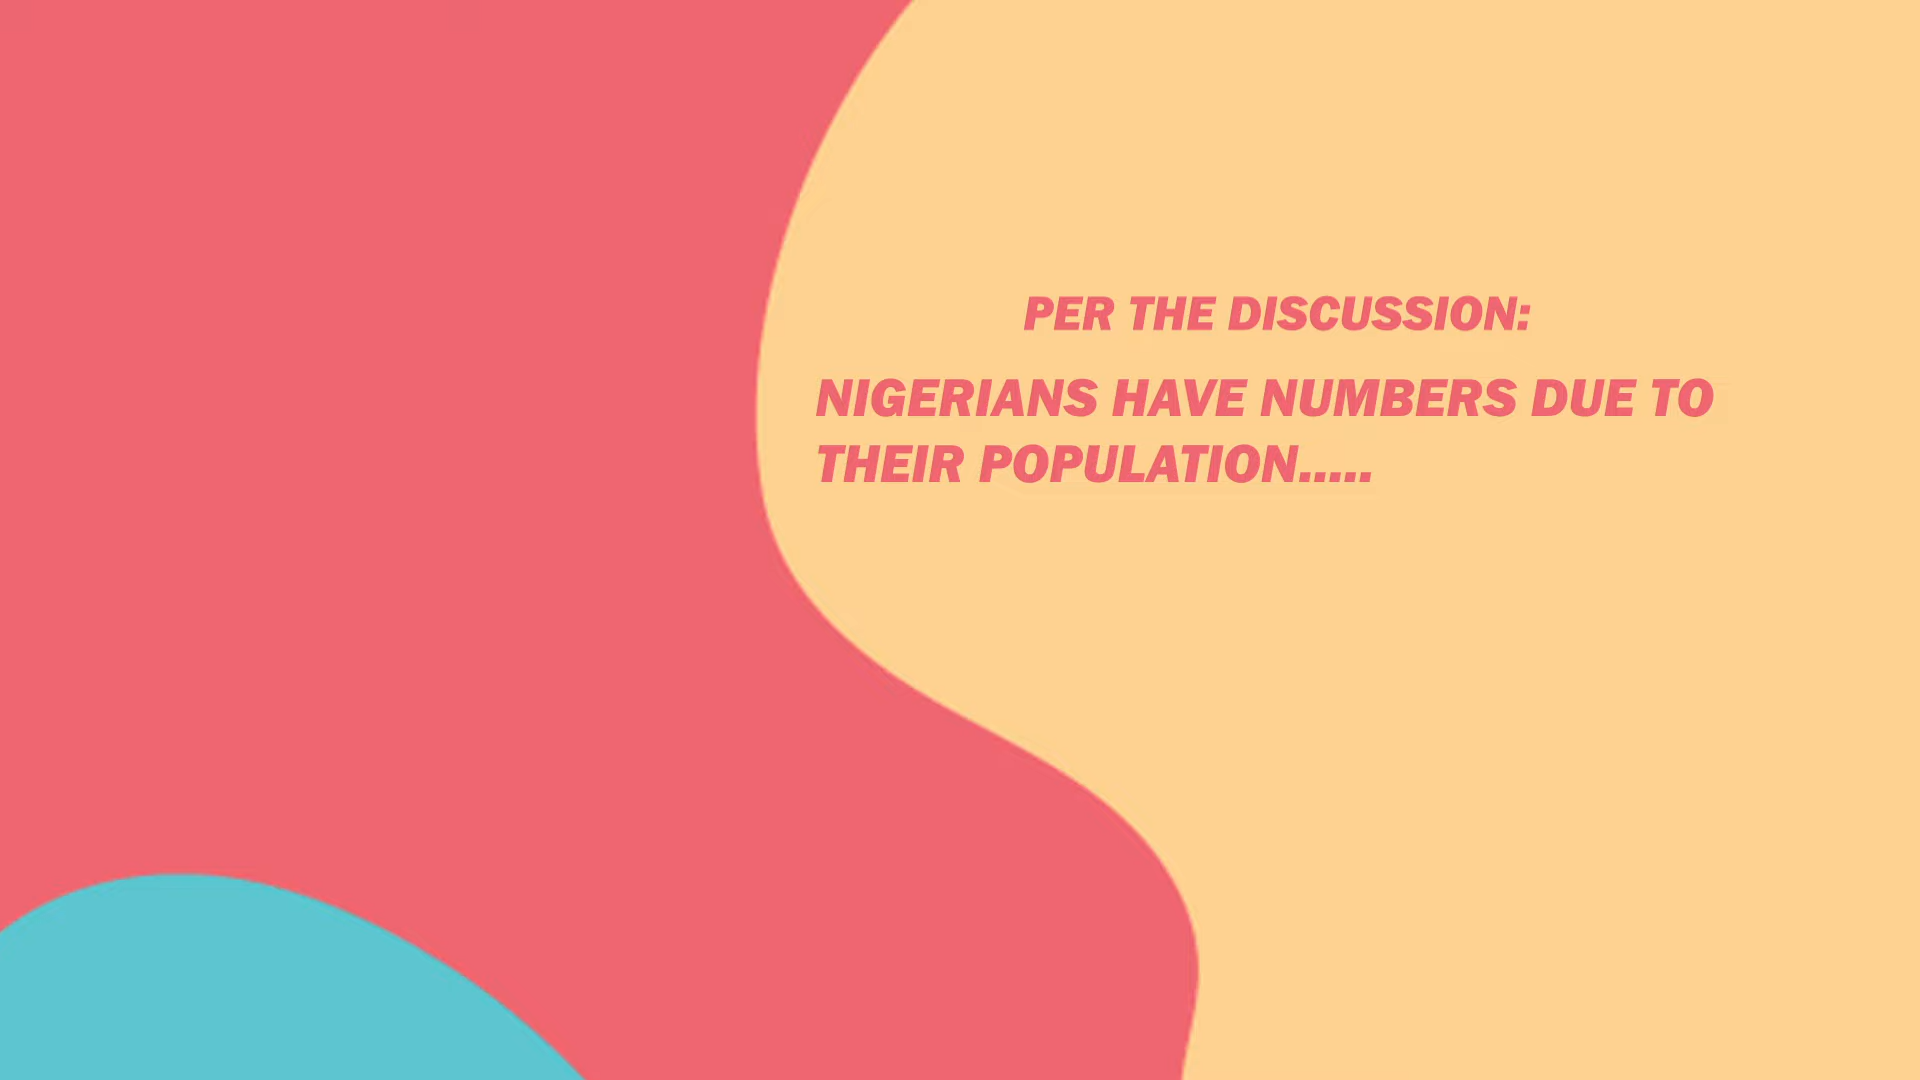 PER THE DISCUSSION:
NIGERIANS HAVE NUMBERS DUE TO
THEIR POPULATION.....